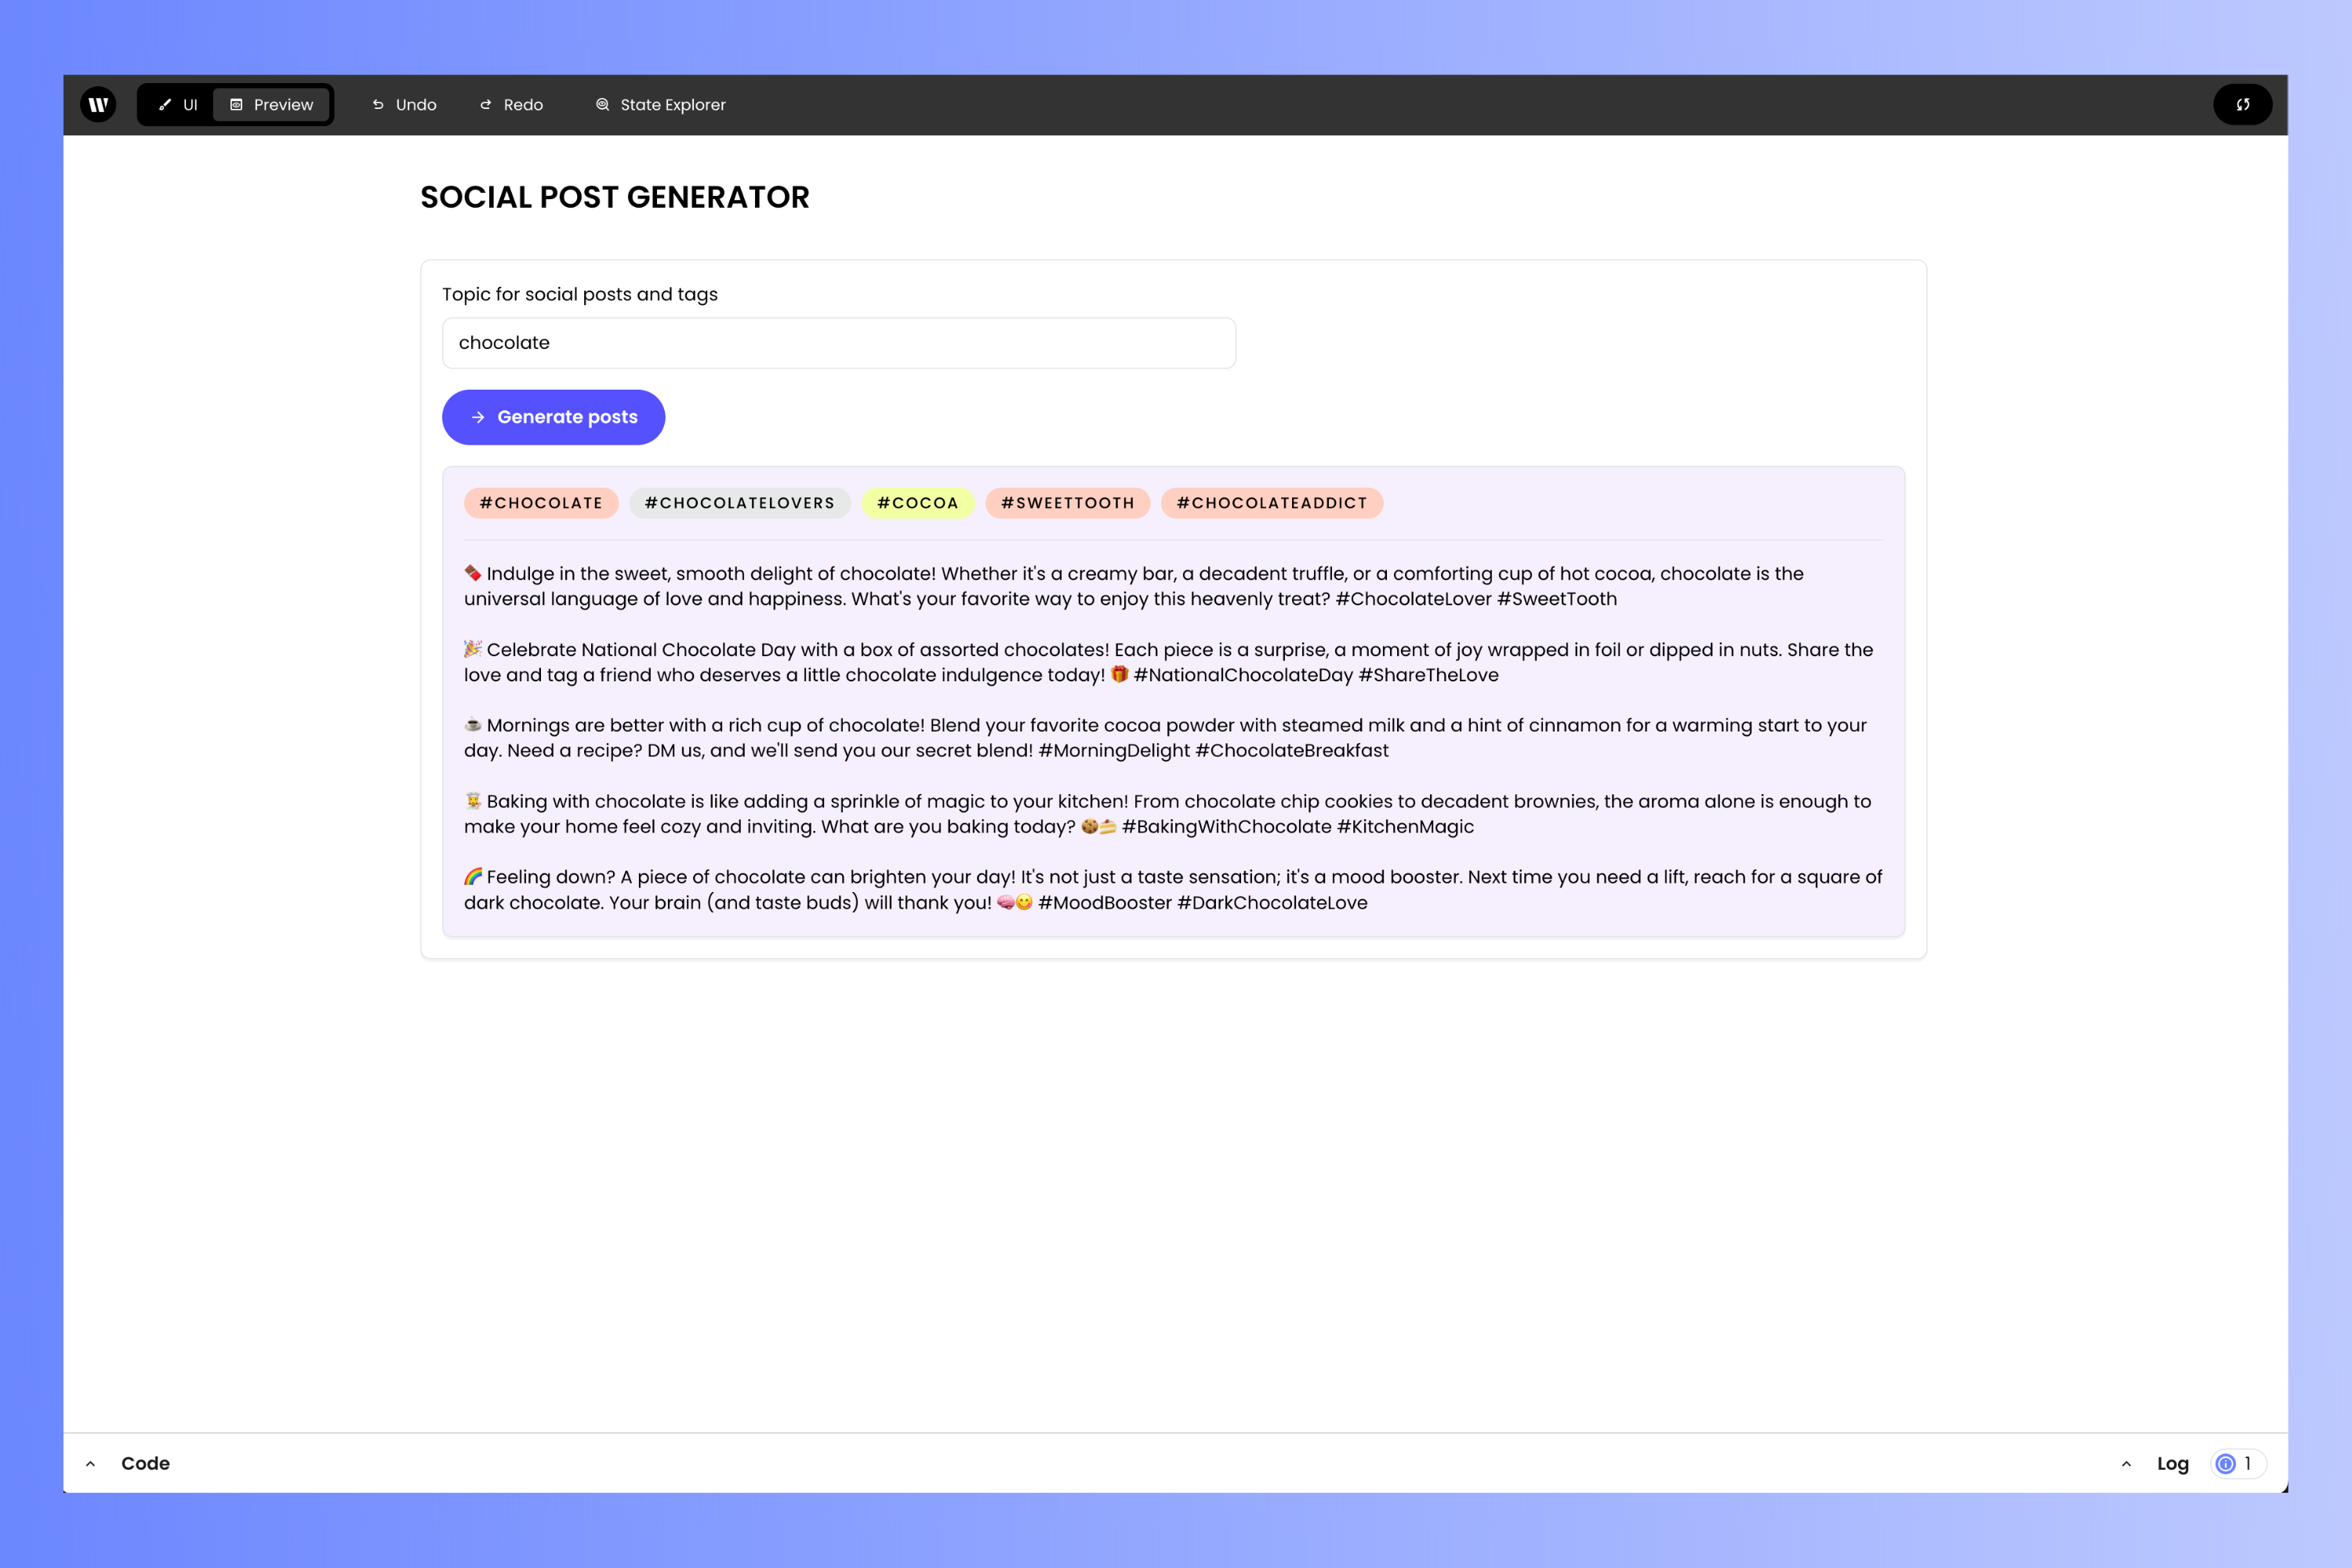 W UI Preview Undo Redo State Explorer
SOCIAL POST GENERATOR
Topic for social posts and tags
chocolate
→ Generate posts
#CHOCOLATE #CHOCOLATELOVERS #COCOA #SWEETTOOTH #CHOCOLATEADDICT
🍫 Indulge in the sweet, smooth delight of chocolate! Whether it's a creamy bar, a decadent truffle, or a comforting cup of hot cocoa, chocolate is the
universal language of love and happiness. What's your favorite way to enjoy this heavenly treat? #ChocolateLover #SweetTooth
🎉 Celebrate National Chocolate Day with a box of assorted chocolates! Each piece is a surprise, a moment of joy wrapped in foil or dipped in nuts. Share the
love and tag a friend who deserves a little chocolate indulgence today! 🎁 #NationalChocolateDay #ShareTheLove
☕ Mornings are better with a rich cup of chocolate! Blend your favorite cocoa powder with steamed milk and a hint of cinnamon for a warming start to your
day. Need a recipe? DM us, and we'll send you our secret blend! #MorningDelight #ChocolateBreakfast
👩‍🍳 Baking with chocolate is like adding a sprinkle of magic to your kitchen! From chocolate chip cookies to decadent brownies, the aroma alone is enough to
make your home feel cozy and inviting. What are you baking today? 🍪🍰 #BakingWithChocolate #KitchenMagic
🌈 Feeling down? A piece of chocolate can brighten your day! It's not just a taste sensation; it's a mood booster. Next time you need a lift, reach for a square of
dark chocolate. Your brain (and taste buds) will thank you! 🧠😋 #MoodBooster #DarkChocolateLove
Code Log 1